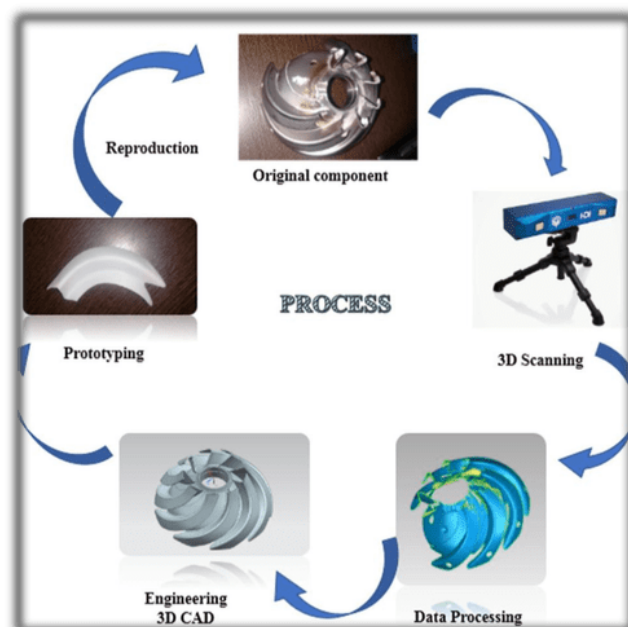 Original component
3D Scanning
Data Processing
Engineering
3D CAD
Prototyping
Reproduction
PROCESS